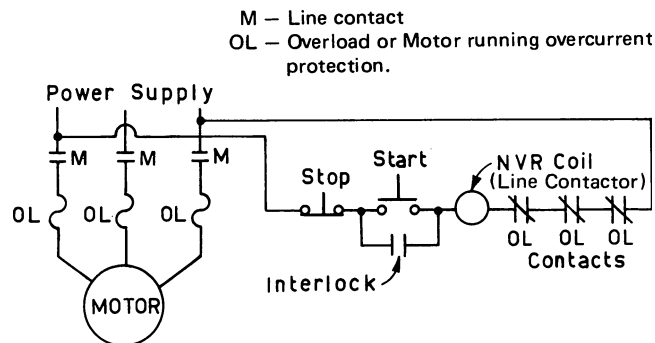 M – Line contact
OL – Overload or Motor running overcurrent
protection.
Power Supply
M M M
Start
Stop
NVR Coil
(Line Contactor)
OL OL OL
OL OL OL
Contacts
Interlock
MOTOR